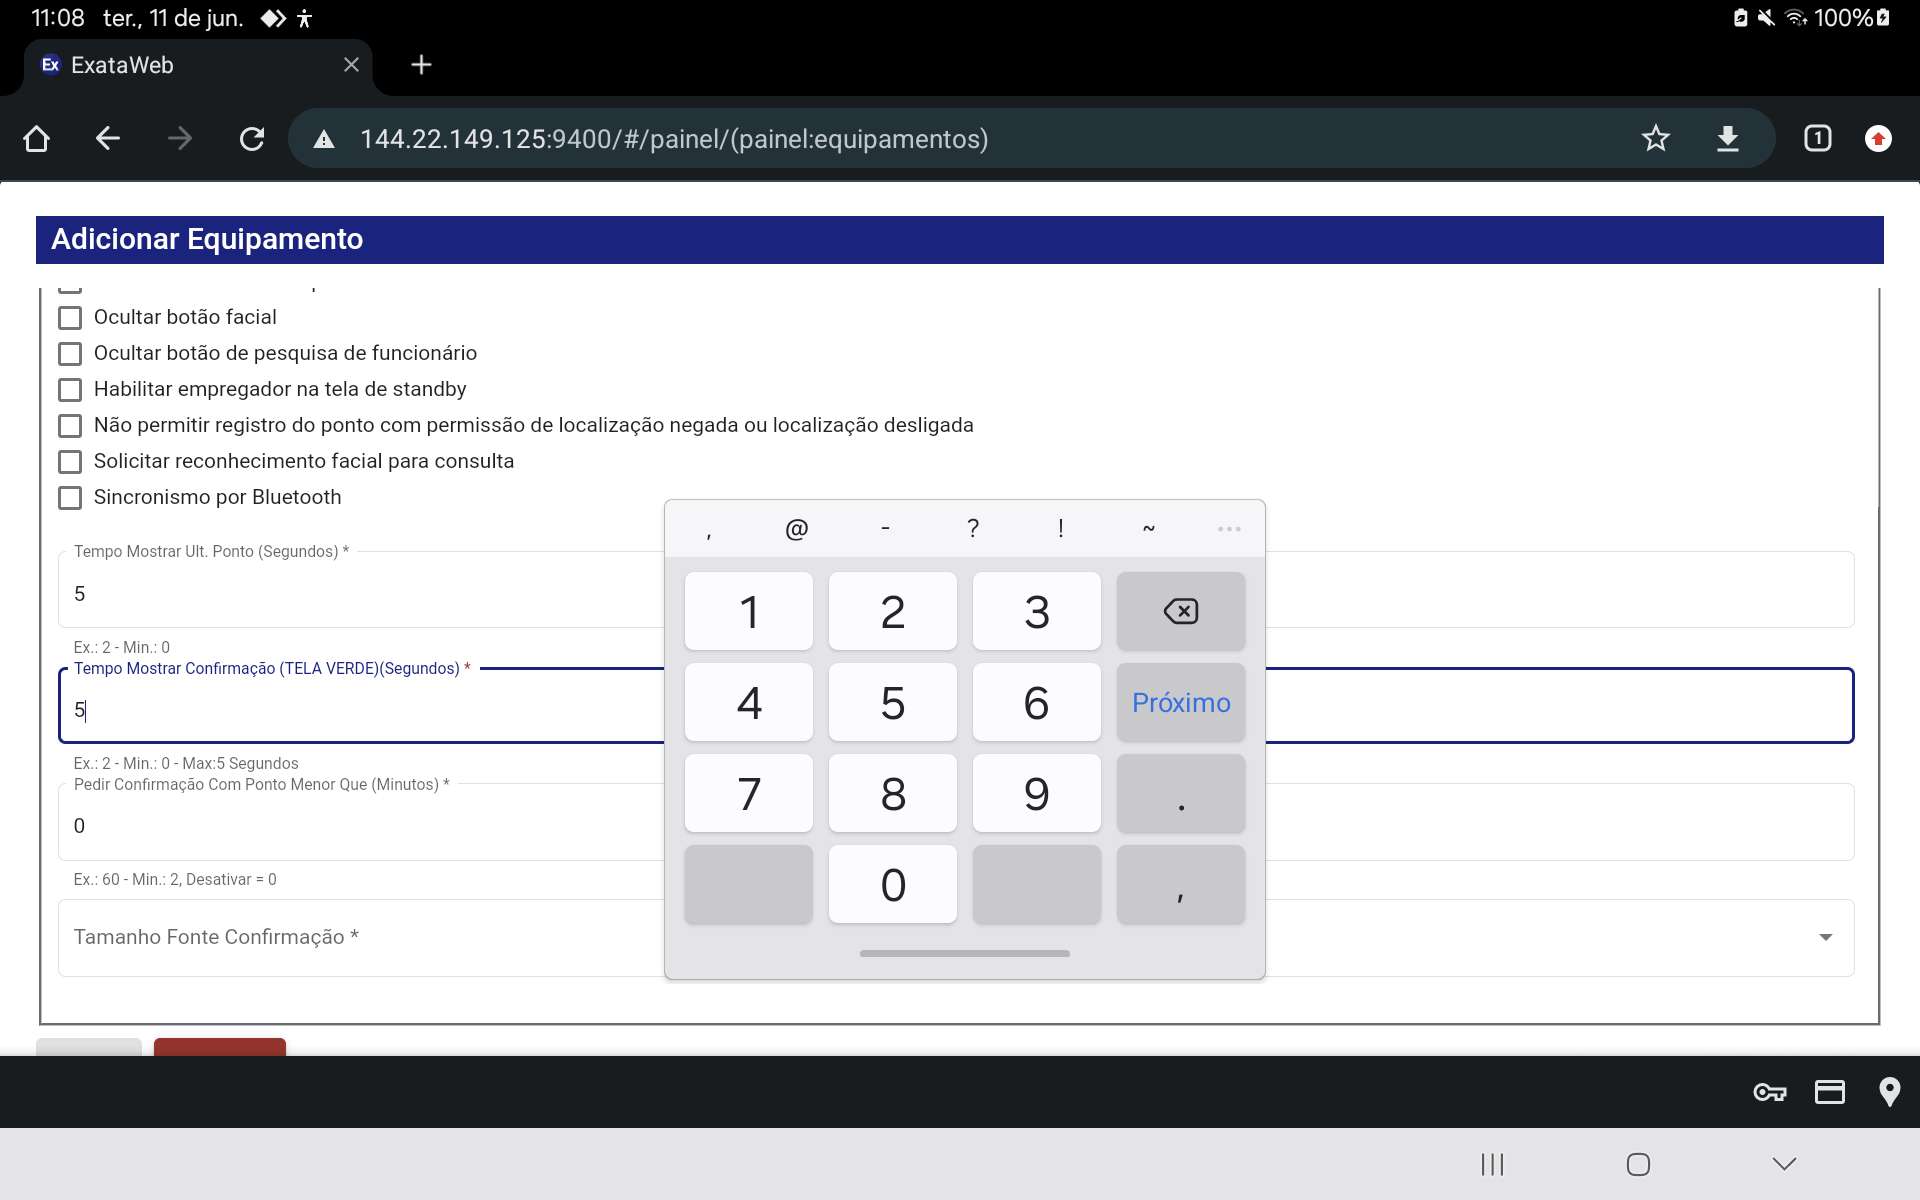 11:08 ter., 11 de jun. 100%
Ex ExataWeb
144.22.149.125:9400/#/painel/(painel:equipamentos) 1
Adicionar Equipamento
Ocultar botão facial
Ocultar botão de pesquisa de funcionário
Habilitar empregador na tela de standby
Não permitir registro do ponto com permissão de localização negada ou localização desligada
Solicitar reconhecimento facial para consulta
Sincronismo por Bluetooth
Tempo Mostrar Ult. Ponto (Segundos) *
5
Ex.: 2 - Min.: 0
Tempo Mostrar Confirmação (TELA VERDE)(Segundos) *
5
Ex.: 2 - Min.: 0 - Max:5 Segundos
Pedir Confirmação Com Ponto Menor Que (Minutos) *
0
Ex.: 60 - Min.: 2, Desativar = 0
Tamanho Fonte Confirmação *
, @ - ? ! ~ ...
1 2 3
4 5 6 Próximo
7 8 9 .
0 ,